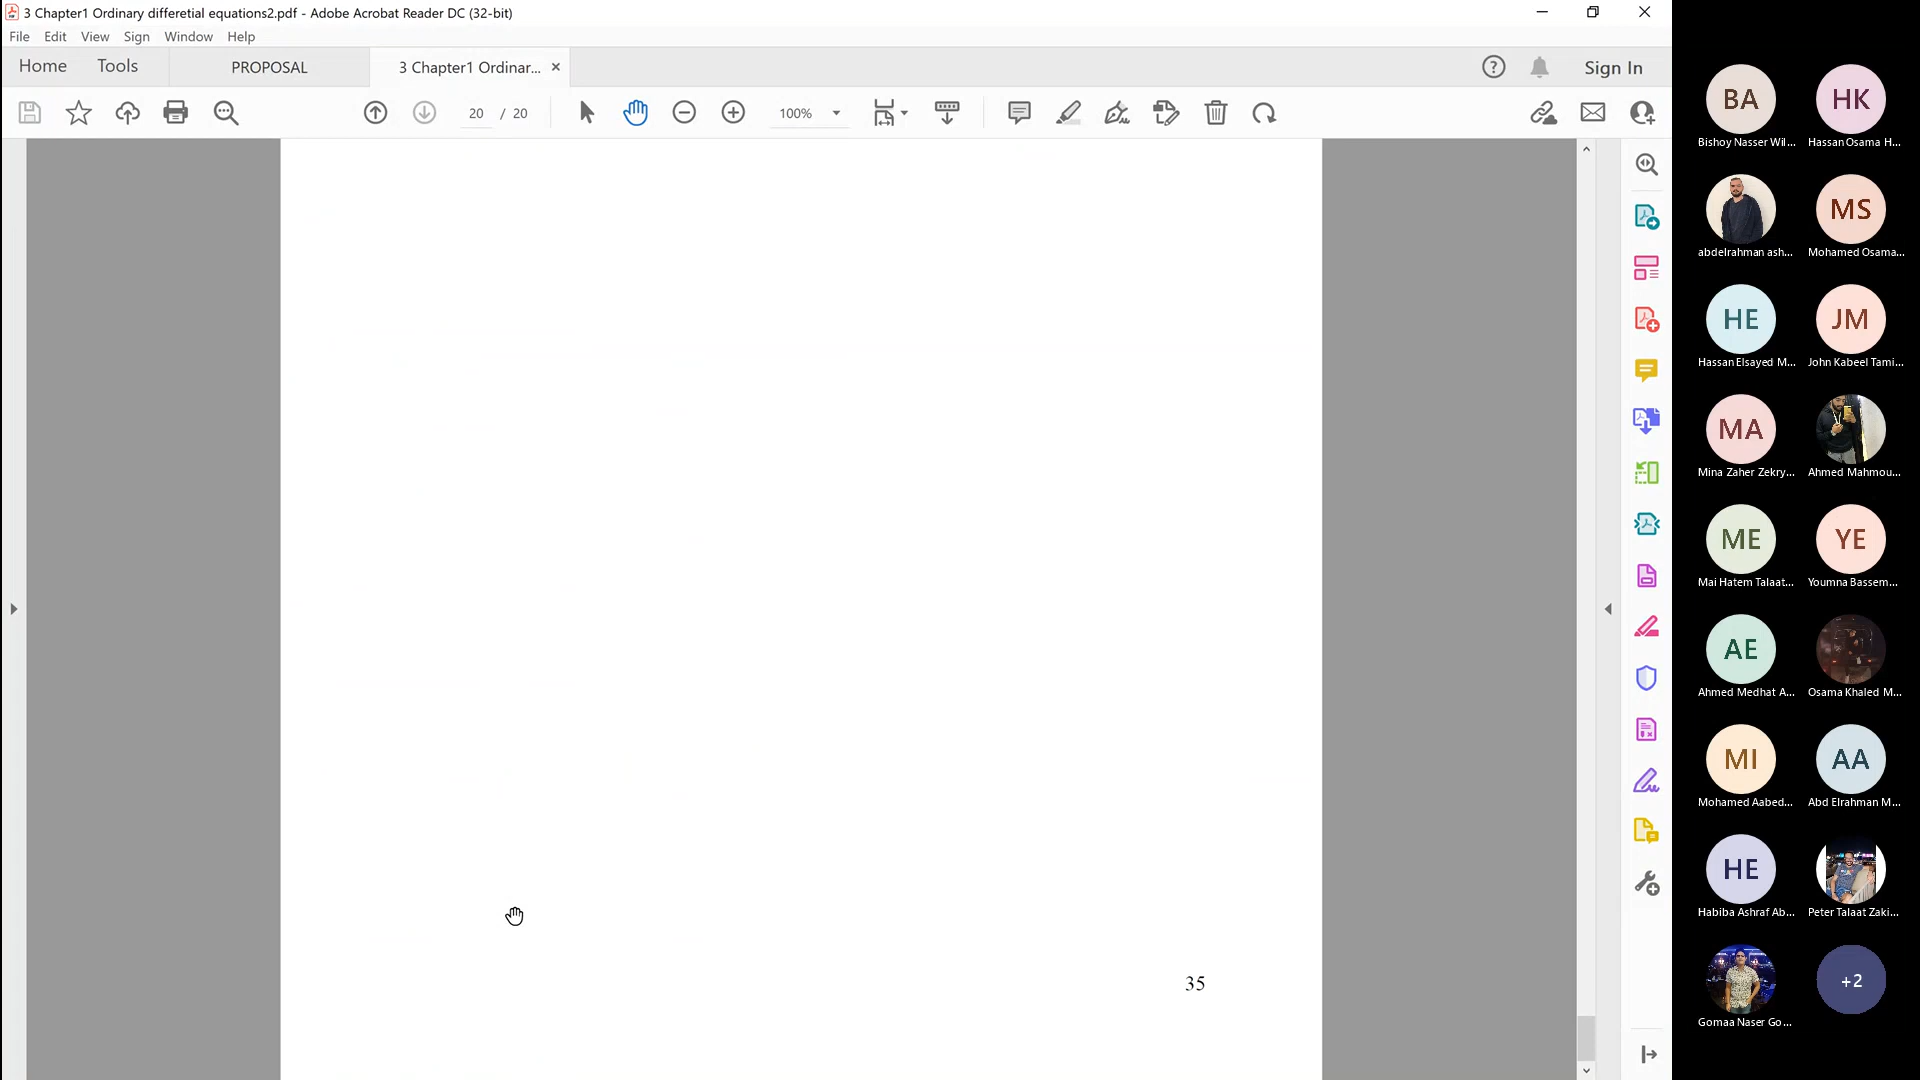 3 Chapter1 Ordinary differetial equations2.pdf - Adobe Acrobat Reader DC (32-bit)
File Edit View Sign Window Help
Home Tools PROPOSAL 3 Chapter1 Ordinar... × Sign In
20 / 20 100%
35
BA HK
Bishoy Nasser Wil... Hassan Osama H...
MS
abdelrahman ash... Mohamed Osama...
HE JM
Hassan Elsayed M... John Kabeel Tami...
MA
Mina Zaher Zekry... Ahmed Mahmou...
ME YE
Mai Hatem Talaat... Youmna Bassem...
AE
Ahmed Medhat A... Osama Khaled M...
MI AA
Mohamed Aabed... Abd Elrahman M...
HE
Habiba Ashraf Ab... Peter Talaat Zaki...
+2
Gomaa Naser Go...